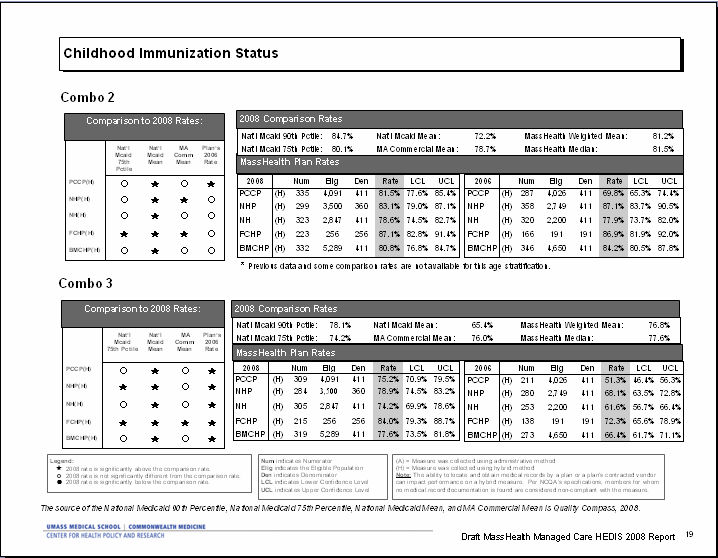 Childhood Immunization Status
Combo 2
Comparison to 2008 Rates:
Nat'l Mcaid 75th Pctile Nat'l Mcaid Mean MA Comm Mean Plan's 2006 Rate
PCCP(H)
NHP(H)
NH(H)
FCHP(H)
BMCHP(H)
2008 Comparison Rates
Nat'l Mcaid 90th Pctile: 84.7% Nat'l Mcaid Mean: 72.2% MassHealth Weighted Mean: 81.2%
Nat'l Mcaid 75th Pctile: 80.1% MA Commercial Mean: 78.7% MassHealth Median: 81.5%
MassHealth Plan Rates
2008 Num Elig Den Rate LCL UCL 2006 Num Elig Den Rate LCL UCL
PCCP (H) 335 4,091 411 81.5% 77.6% 85.4% PCCP (H) 287 4,026 411 69.8% 65.3% 74.4%
NHP (H) 299 3,500 360 83.1% 79.0% 87.1% NHP (H) 358 2,749 411 87.1% 83.7% 90.5%
NH (H) 323 2,847 411 78.6% 74.5% 82.7% NH (H) 320 2,200 411 77.9% 73.7% 82.0%
FCHP (H) 223 256 256 87.1% 82.8% 91.4% FCHP (H) 166 191 191 86.9% 81.9% 92.0%
BMCHP (H) 332 5,289 411 80.8% 76.8% 84.7% BMCHP (H) 346 4,650 411 84.2% 80.5% 87.8%
* Previous data and some comparison rates are not available for this age stratification.
Combo 3
Comparison to 2008 Rates:
Nat'l Mcaid 75th Pctile Nat'l Mcaid Mean MA Comm Mean Plan's 2006 Rate
PCCP(H)
NHP(H)
NH(H)
FCHP(H)
BMCHP(H)
2008 Comparison Rates
Nat'l Mcaid 90th Pctile: 78.1% Nat'l Mcaid Mean: 65.4% MassHealth Weighted Mean: 76.8%
Nat'l Mcaid 75th Pctile: 74.2% MA Commercial Mean: 76.0% MassHealth Median: 77.6%
MassHealth Plan Rates
2008 Num Elig Den Rate LCL UCL 2006 Num Elig Den Rate LCL UCL
PCCP (H) 309 4,091 411 75.2% 70.9% 79.5% PCCP (H) 211 4,026 411 51.3% 46.4% 56.3%
NHP (H) 284 3,500 360 78.9% 74.5% 83.2% NHP (H) 280 2,749 411 68.1% 63.5% 72.8%
NH (H) 305 2,847 411 74.2% 69.9% 78.6% NH (H) 253 2,200 411 61.6% 56.7% 66.4%
FCHP (H) 215 256 256 84.0% 79.3% 88.7% FCHP (H) 138 191 191 72.3% 65.6% 78.9%
BMCHP (H) 319 5,289 411 77.6% 73.5% 81.8% BMCHP (H) 273 4,650 411 66.4% 61.7% 71.1%
Legend:
★ 2008 rate is significantly above the comparison rate.
○ 2008 rate is not significantly different from the comparison rate.
● 2008 rate is significantly below the comparison rate.
Num indicates Numerator
Elig indicates the Eligible Population
Den indicates Denominator
LCL indicates Lower Confidence Level
UCL indicates Upper Confidence Level
(A) = Measure was collected using administrative method
(H) = Measure was collected using hybrid method
Note: The ability to locate and obtain medical records by a plan or a plan's contracted vendor
can impact performance on a hybrid measure. Per NCQA's specifications, members for whom
no medical record documentation is found are considered non-compliant with the measure.
The source of the National Medicaid 90th Percentile, National Medicaid 75th Percentile, National Medicaid Mean, and MA Commercial Mean is Quality Compass, 2008.
UMASS MEDICAL SCHOOL | COMMONWEALTH MEDICINE
CENTER FOR HEALTH POLICY AND RESEARCH
Draft MassHealth Managed Care HEDIS 2008 Report 19